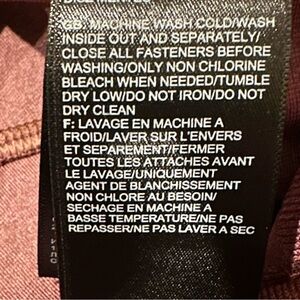 GB: MACHINE WASH COLD/WASH
INSIDE OUT AND SEPARATELY/
CLOSE ALL FASTENERS BEFORE
WASHING/ONLY NON CHLORINE
BLEACH WHEN NEEDED/TUMBLE
DRY LOW/DO NOT IRON/DO NOT
DRY CLEAN
F: LAVAGE EN MACHINE A
FROID/LAVER SUR L'ENVERS
ET SEPAREMENT/FERMER
TOUTES LES ATTACHES AVANT
LE LAVAGE/UNIQUEMENT
AGENT DE BLANCHISSEMENT
NON CHLORE AU BESOIN/
SECHAGE EN MACHINE A
BASSE TEMPERATURE/NE PAS
REPASSER/NE PAS LAVER A SEC